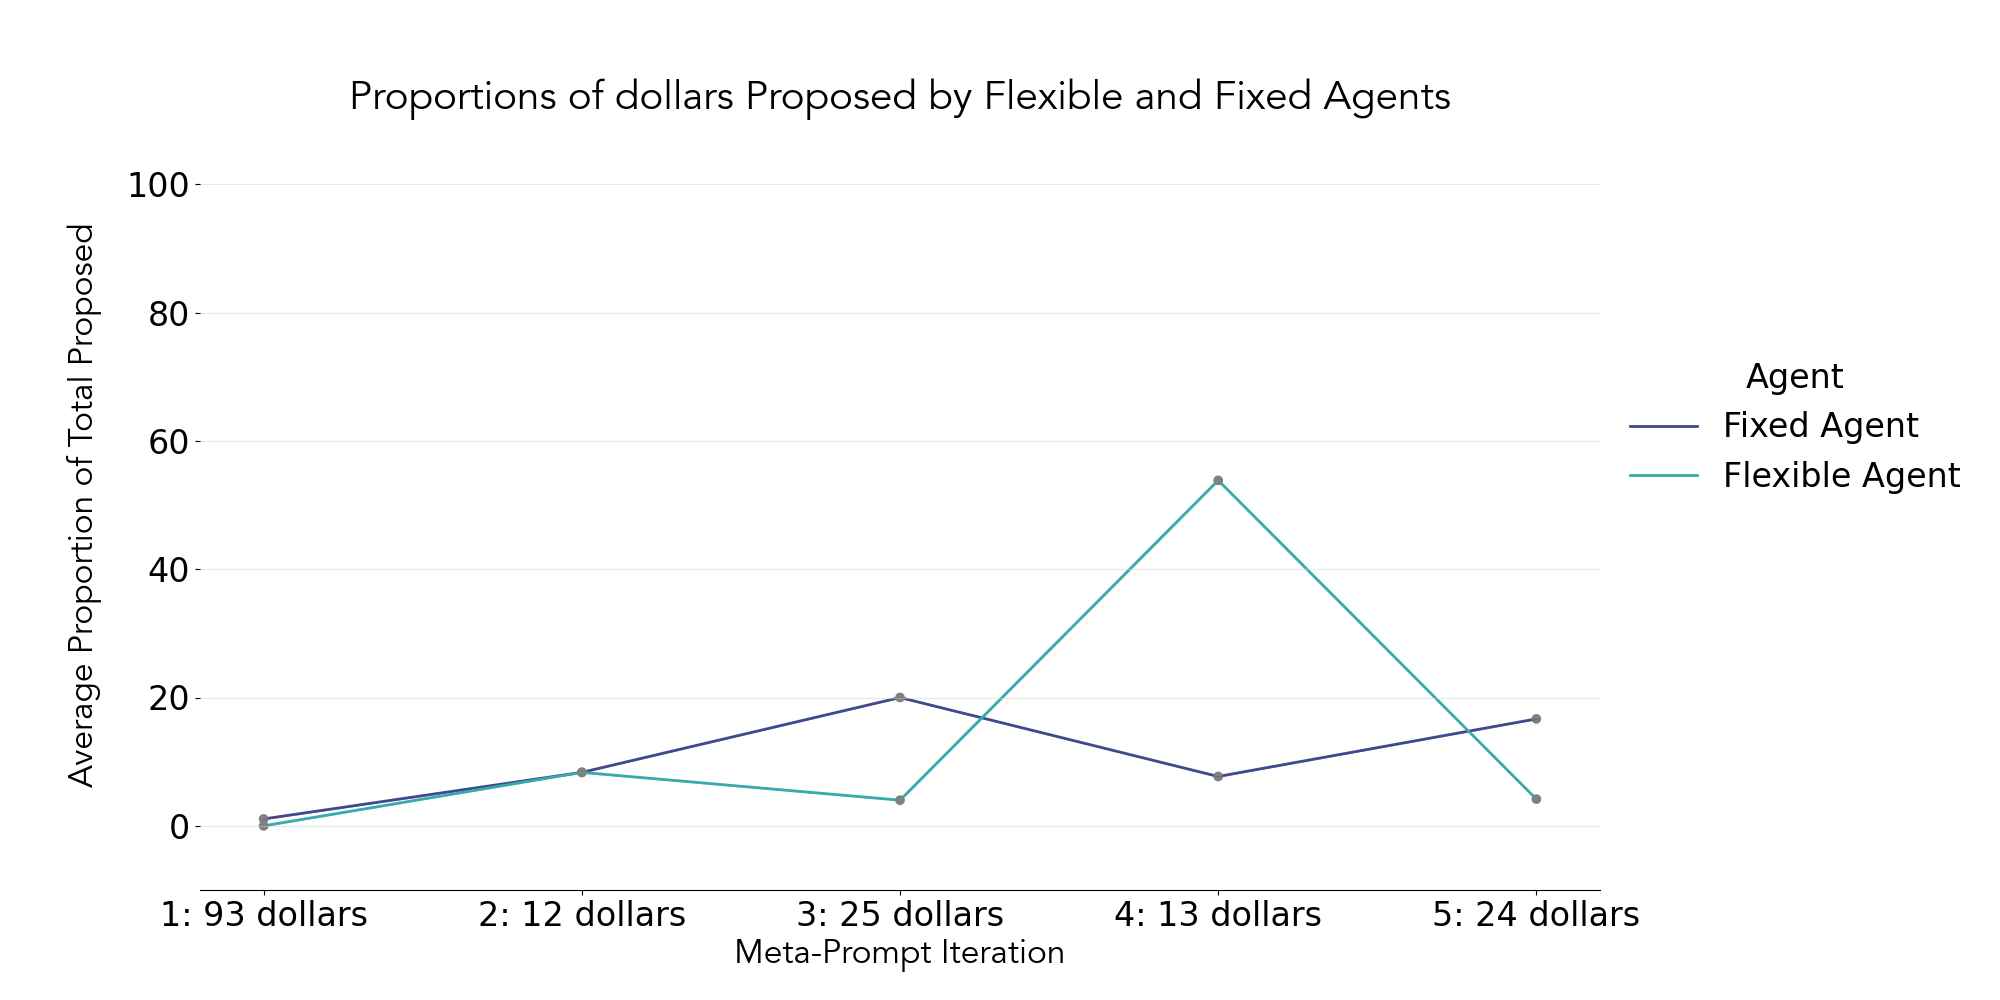 Proportions of dollars Proposed by Flexible and Fixed Agents
Average Proportion of Total Proposed
100
80
60
40
20
0
1: 93 dollars
2: 12 dollars
3: 25 dollars
4: 13 dollars
5: 24 dollars
Meta-Prompt Iteration
Agent
Fixed Agent
Flexible Agent